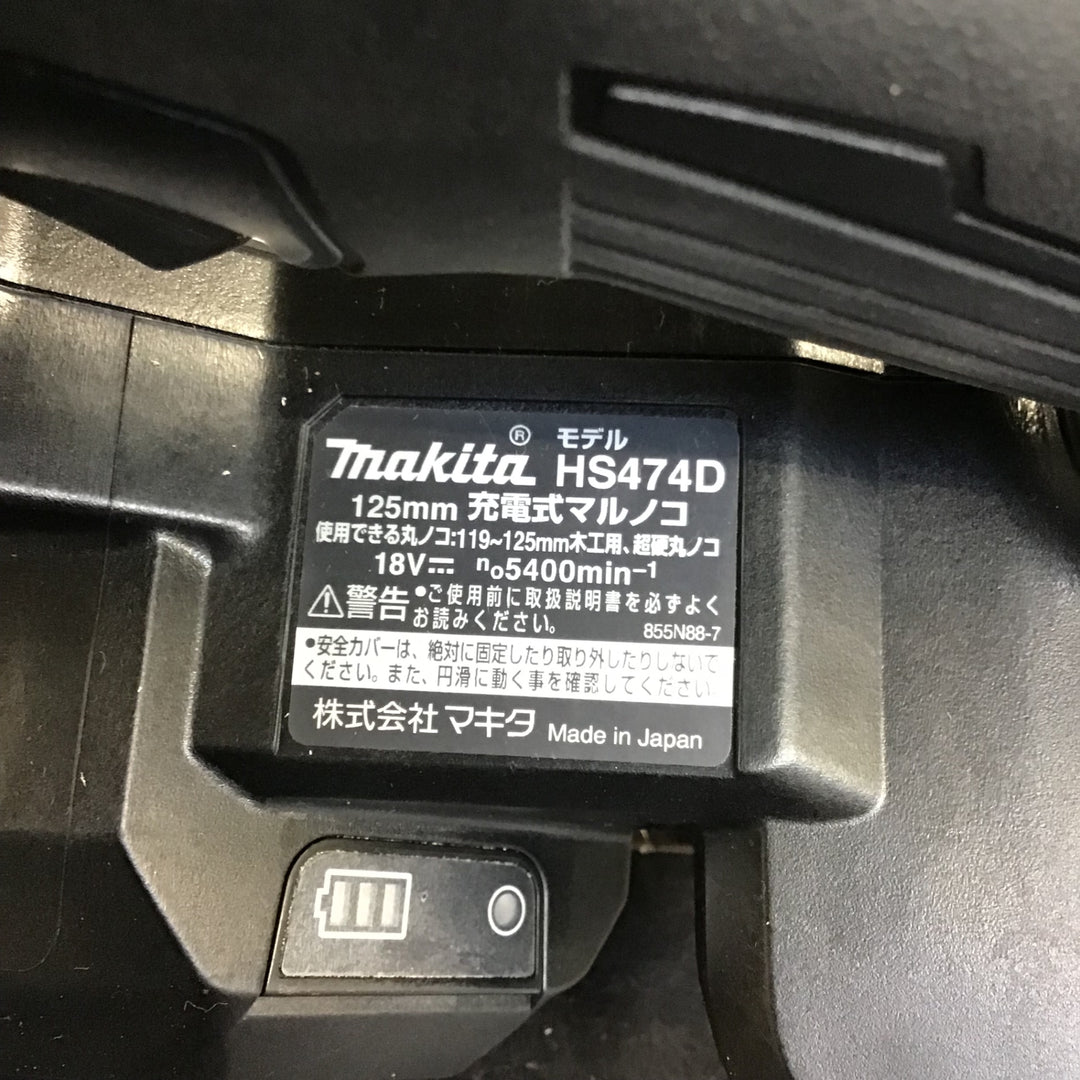 makita® モデル HS474D
125mm 充電式マルノコ
使用できる丸ノコ:119~125mm木工用、超硬丸ノコ
18V⎓ n₀5400min⁻¹
⚠警告 •ご使用前に取扱説明書を必ずよく
お読みください。 855N88-7
•安全カバーは、絶対に固定したり取り外したりしないで
ください。また、円滑に動く事を確認してください。
株式会社 マキタ Made in Japan